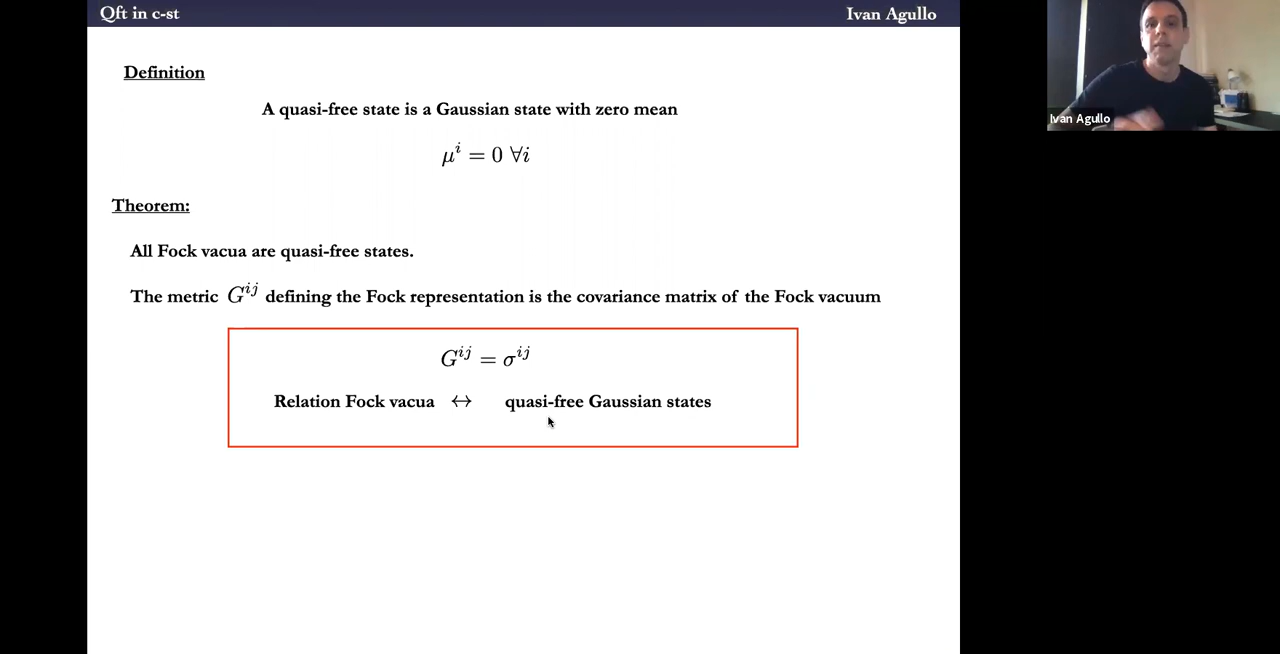 Qft in c-st
Ivan Agullo
Definition
A quasi-free state is a Gaussian state with zero mean
μ^i = 0 ∀i
Theorem:
All Fock vacua are quasi-free states.
The metric G^{ij} defining the Fock representation is the covariance matrix of the Fock vacuum
G^{ij} = σ^{ij}
Relation Fock vacua ↔ quasi-free Gaussian states
Ivan Agullo